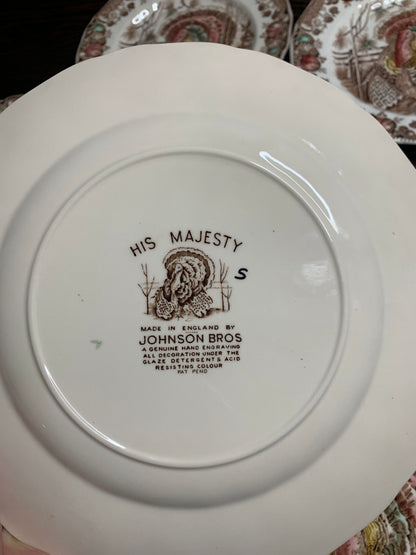 HIS MAJESTY
S
MADE IN ENGLAND BY
JOHNSON BROS
A GENUINE HAND ENGRAVING
ALL DECORATION UNDER THE
GLAZE DETERGENT & ACID
RESISTING COLOUR
PAT PEND